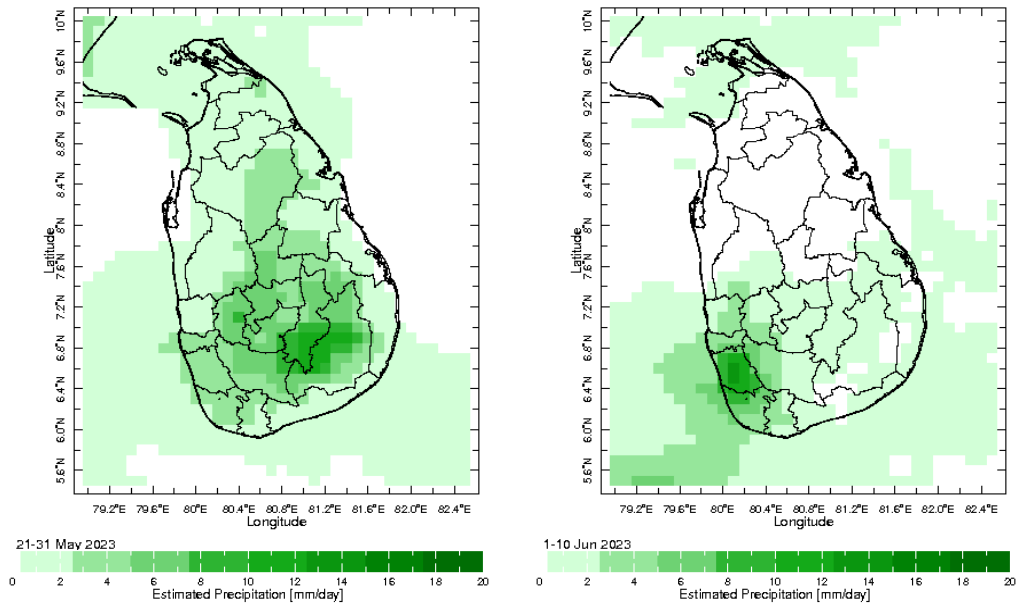 10°N
9.6°N
9.2°N
8.8°N
8.4°N
8°N
7.6°N
7.2°N
6.8°N
6.4°N
6.0°N
5.6°N
Latitude
79.2°E 79.6°E 80°E 80.4°E 80.8°E 81.2°E 81.6°E 82.0°E 82.4°E
Longitude
21-31 May 2023
0 2 4 6 8 10 12 14 16 18 20
Estimated Precipitation [mm/day]
10°N
9.6°N
9.2°N
8.8°N
8.4°N
8°N
7.6°N
7.2°N
6.8°N
6.4°N
6.0°N
5.6°N
Latitude
79.2°E 79.6°E 80°E 80.4°E 80.8°E 81.2°E 81.6°E 82.0°E 82.4°E
Longitude
1-10 Jun 2023
0 2 4 6 8 10 12 14 16 18 20
Estimated Precipitation [mm/day]